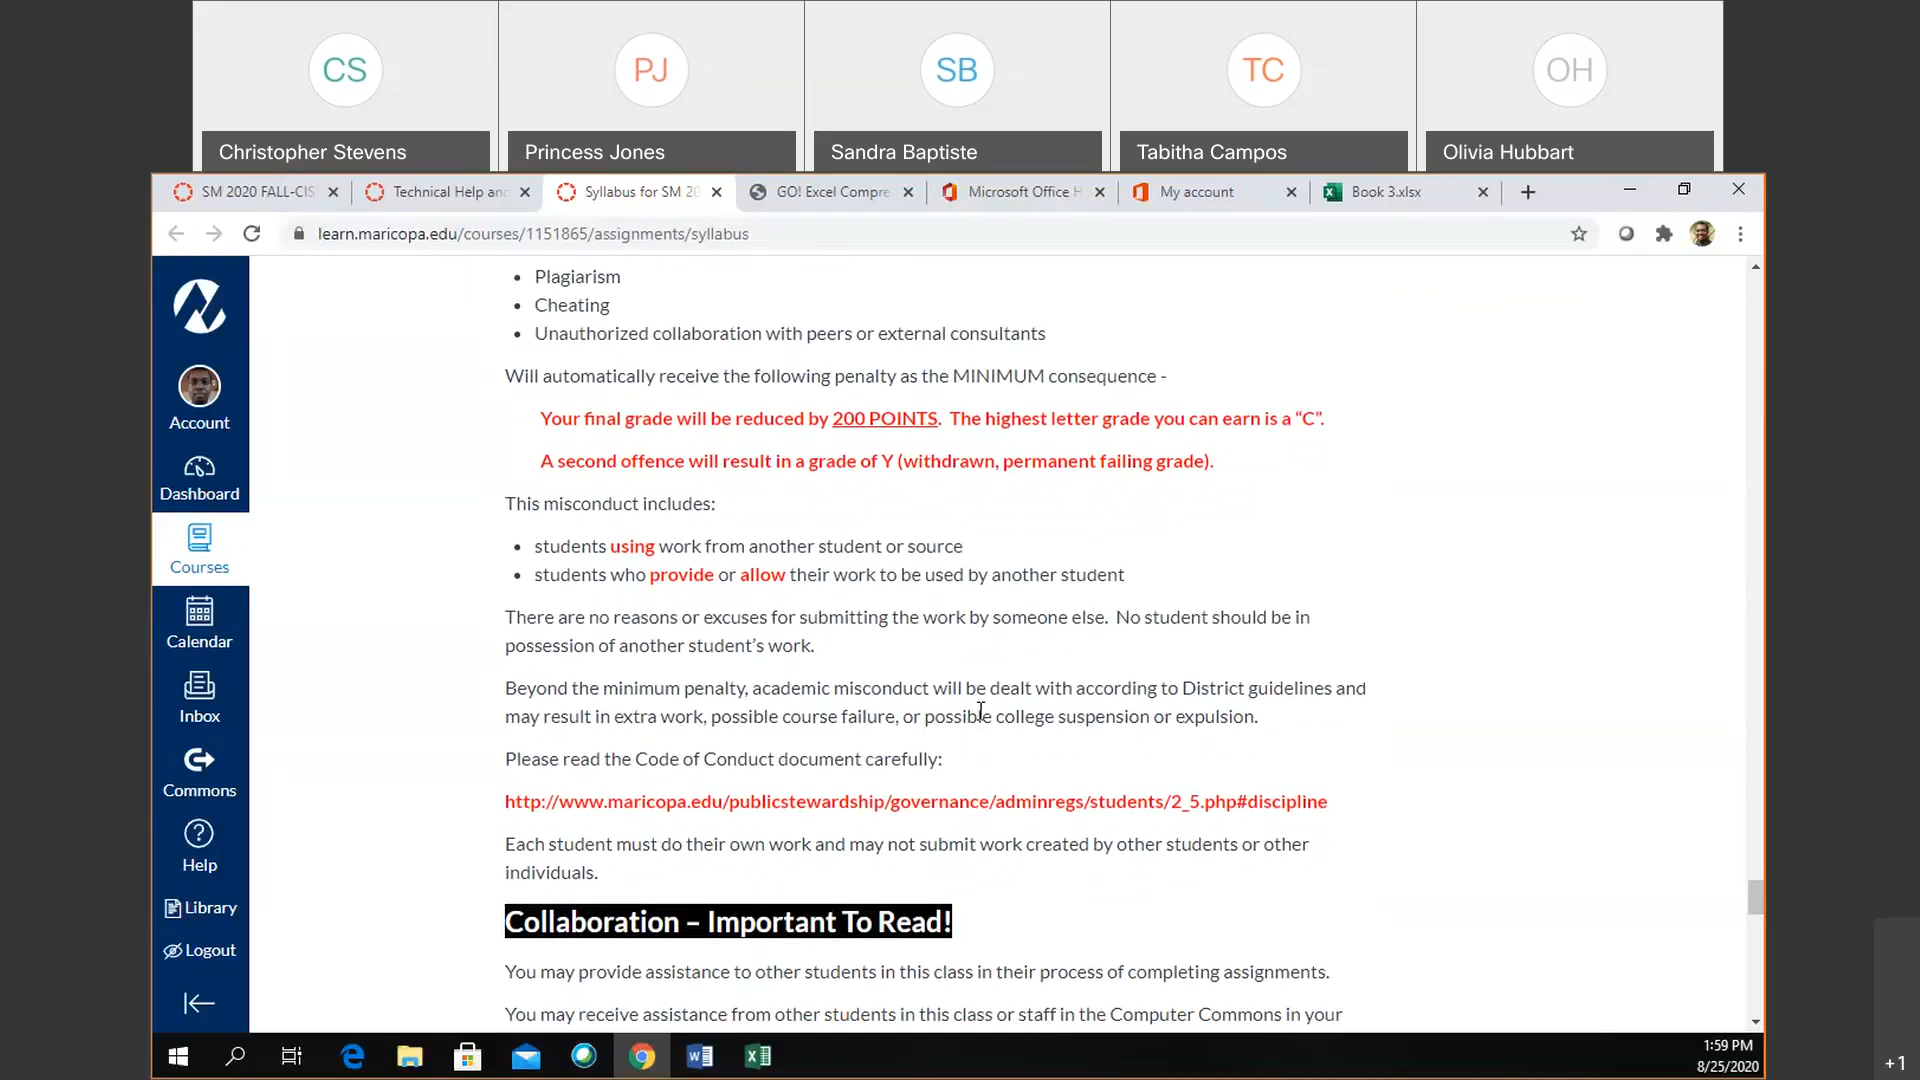 CS
PJ
SB
TC
OH
Christopher Stevens
Princess Jones
Sandra Baptiste
Tabitha Campos
Olivia Hubbart
SM 2020 FALL-CIS
Technical Help and
Syllabus for SM 20
GO! Excel Compre
Microsoft Office H
My account
Book 3.xlsx
learn.maricopa.edu/courses/1151865/assignments/syllabus
Account
Dashboard
Courses
Calendar
Inbox
Commons
Help
Library
Logout
• Plagiarism
• Cheating
• Unauthorized collaboration with peers or external consultants
Will automatically receive the following penalty as the MINIMUM consequence -
Your final grade will be reduced by 200 POINTS.  The highest letter grade you can earn is a “C”.
A second offence will result in a grade of Y (withdrawn, permanent failing grade).
This misconduct includes:
• students using work from another student or source
• students who provide or allow their work to be used by another student
There are no reasons or excuses for submitting the work by someone else.  No student should be in
possession of another student’s work.
Beyond the minimum penalty, academic misconduct will be dealt with according to District guidelines and
may result in extra work, possible course failure, or possible college suspension or expulsion.
Please read the Code of Conduct document carefully:
http://www.maricopa.edu/publicstewardship/governance/adminregs/students/2_5.php#discipline
Each student must do their own work and may not submit work created by other students or other
individuals.
Collaboration – Important To Read!
You may provide assistance to other students in this class in their process of completing assignments.
You may receive assistance from other students in this class or staff in the Computer Commons in your
1:59 PM
8/25/2020
+1